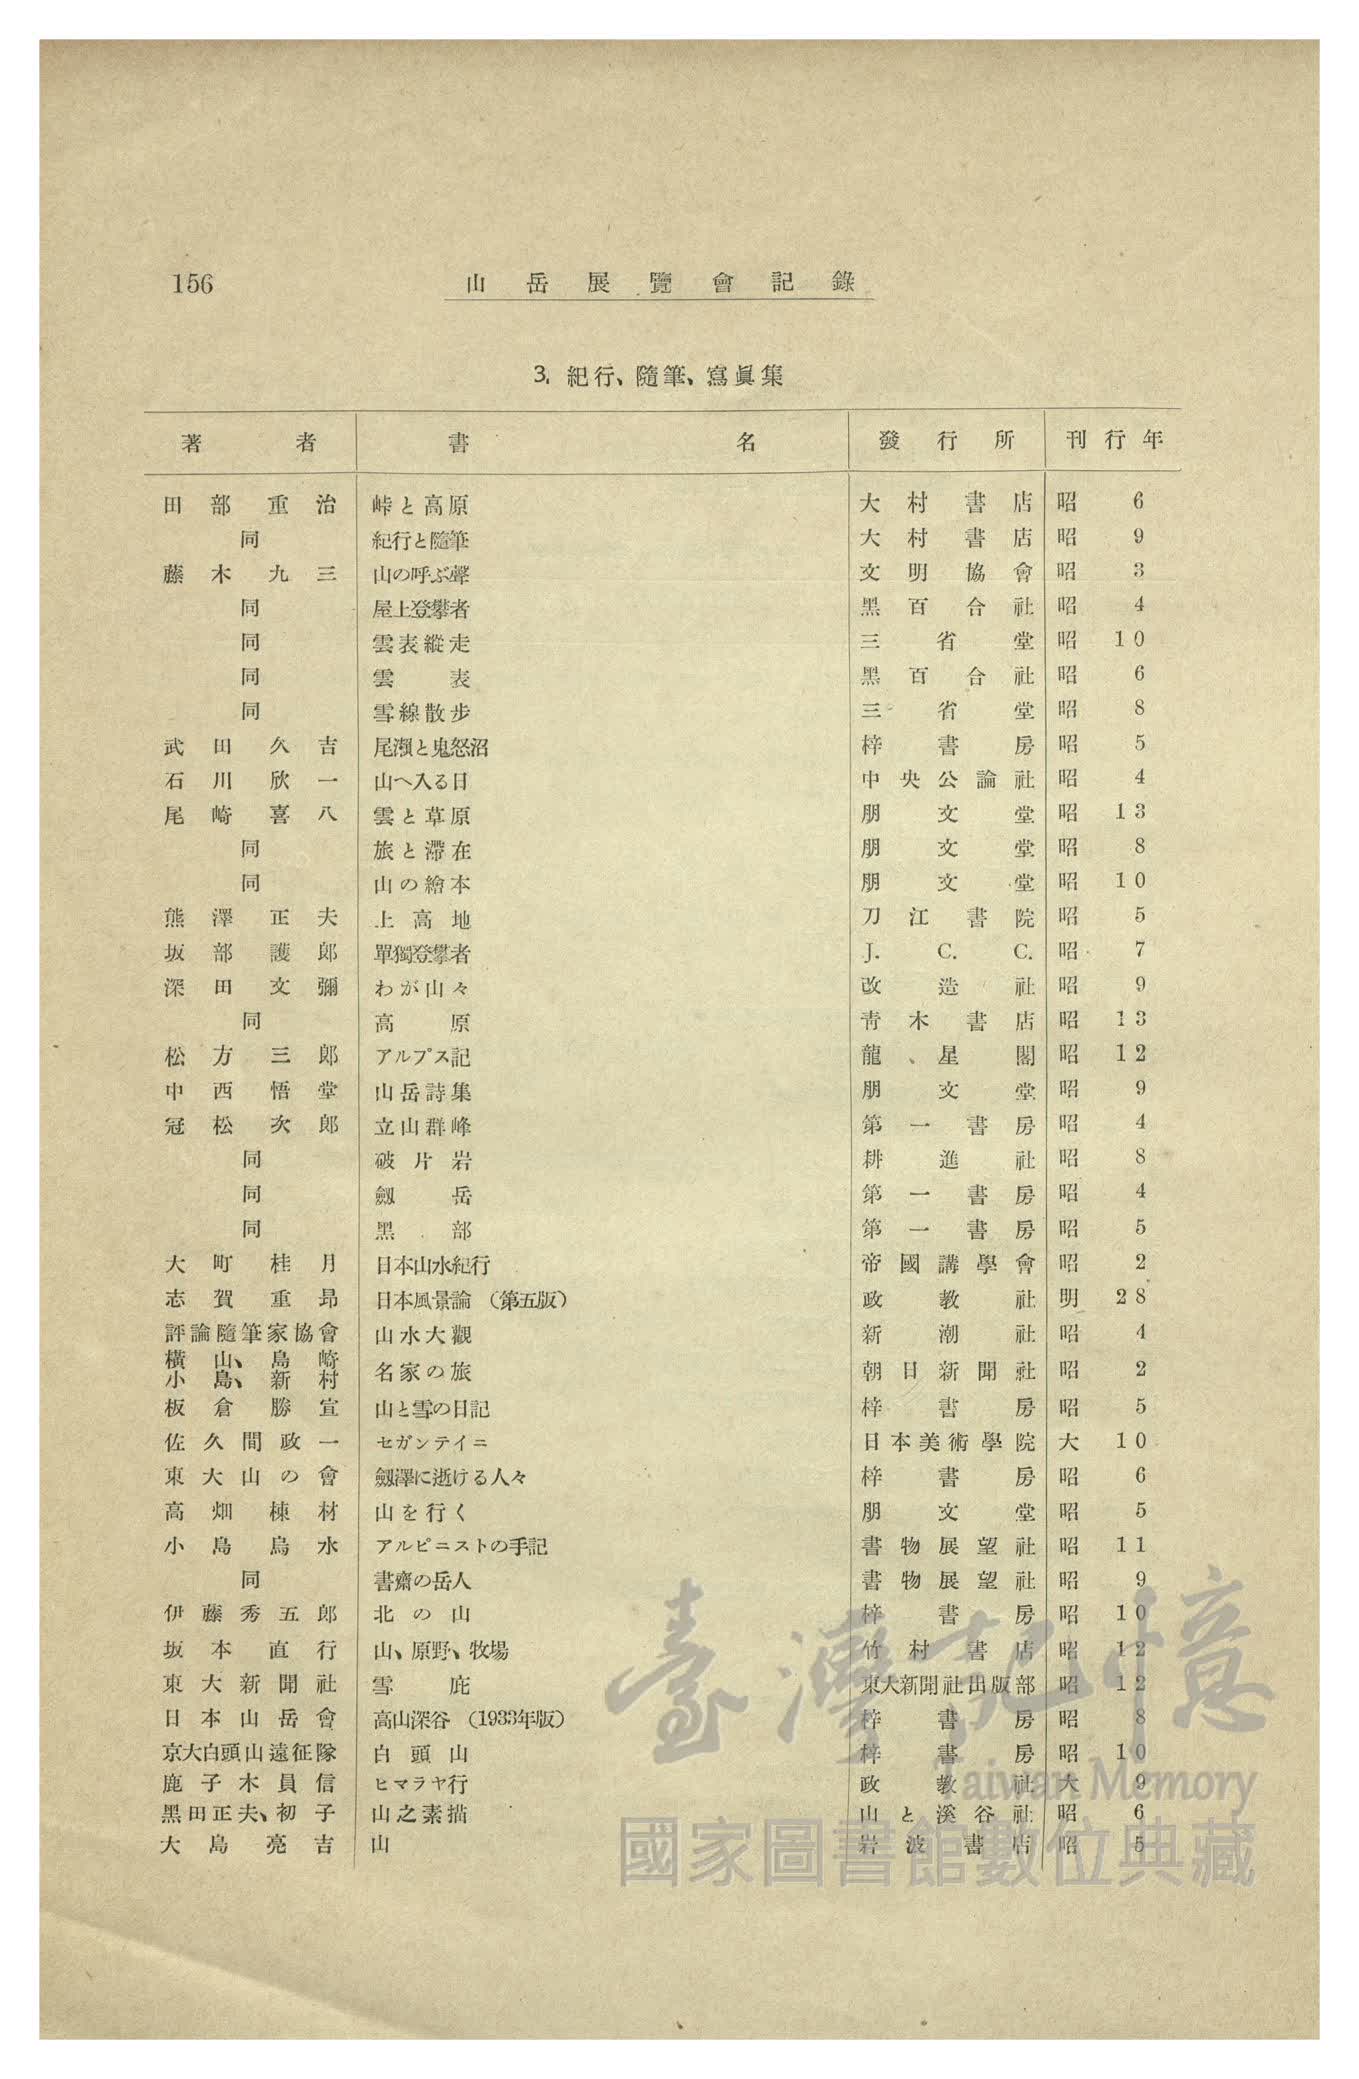 156 山岳展覽會記錄
3. 紀行、隨筆、寫眞集
著者 書名 發行所 刊行年
田部重治 峠と高原 大村書店 昭 6
同 紀行と隨筆 大村書店 昭 9
藤木九三 山の呼ぶ聲 文明協會 昭 3
同 屋上登攀者 黑百合社 昭 4
同 雲表縱走 三省堂 昭 10
同 雲表 黑百合社 昭 6
同 雪線散步 三省堂 昭 8
武田久吉 尾瀨と鬼怒沼 梓書房 昭 5
石川欣一 山へ入る日 中央公論社 昭 4
尾崎喜八 雲と草原 朋文堂 昭 13
同 旅と滯在 朋文堂 昭 8
同 山の繪本 朋文堂 昭 10
熊澤正夫 上高地 刀江書院 昭 5
坂部護郎 單獨登攀者 J. C. C. 昭 7
深田文彌 わが山々 改造社 昭 9
同 高原 靑木書店 昭 13
松方三郎 アルプス記 龍、星閣 昭 12
中西悟堂 山岳詩集 朋文堂 昭 9
冠松次郎 立山群峰 第一書房 昭 4
同 破片岩 耕進社 昭 8
同 劔岳 第一書房 昭 4
同 黑部 第一書房 昭 5
大町桂月 日本山水紀行 帝國講學會 昭 2
志賀重昂 日本風景論 (第五版) 政教社 明 28
評論隨筆家協會 山水大觀 新潮社 昭 4
橫山、島崎
小島、新村 名家の旅 朝日新聞社 昭 2
板倉勝宣 山と雪の日記 梓書房 昭 5
佐久間政一 セガンテイニ 日本美術學院 大 10
東大山の會 劔澤に逝ける人々 梓書房 昭 6
高畑棟材 山を行く 朋文堂 昭 5
小島烏水 アルピニストの手記 書物展望社 昭 11
同 書齋の岳人 書物展望社 昭 9
伊藤秀五郎 北の山 梓書房 昭 10
坂本直行 山、原野、牧場 竹村書店 昭 12
東大新聞社 雪庇 東大新聞社出版部 昭 12
日本山岳會 高山深谷 (1933年版) 梓書房 昭 8
京大白頭山遠征隊 白頭山 梓書房 昭 10
鹿子木員信 ヒマラヤ行 政教社 大 9
黑田正夫、初子 山之素描 山と溪谷社 昭 6
大島亮吉 山 岩波書店 昭 5
臺灣記憶
Taiwan Memory
國家圖書館數位典藏